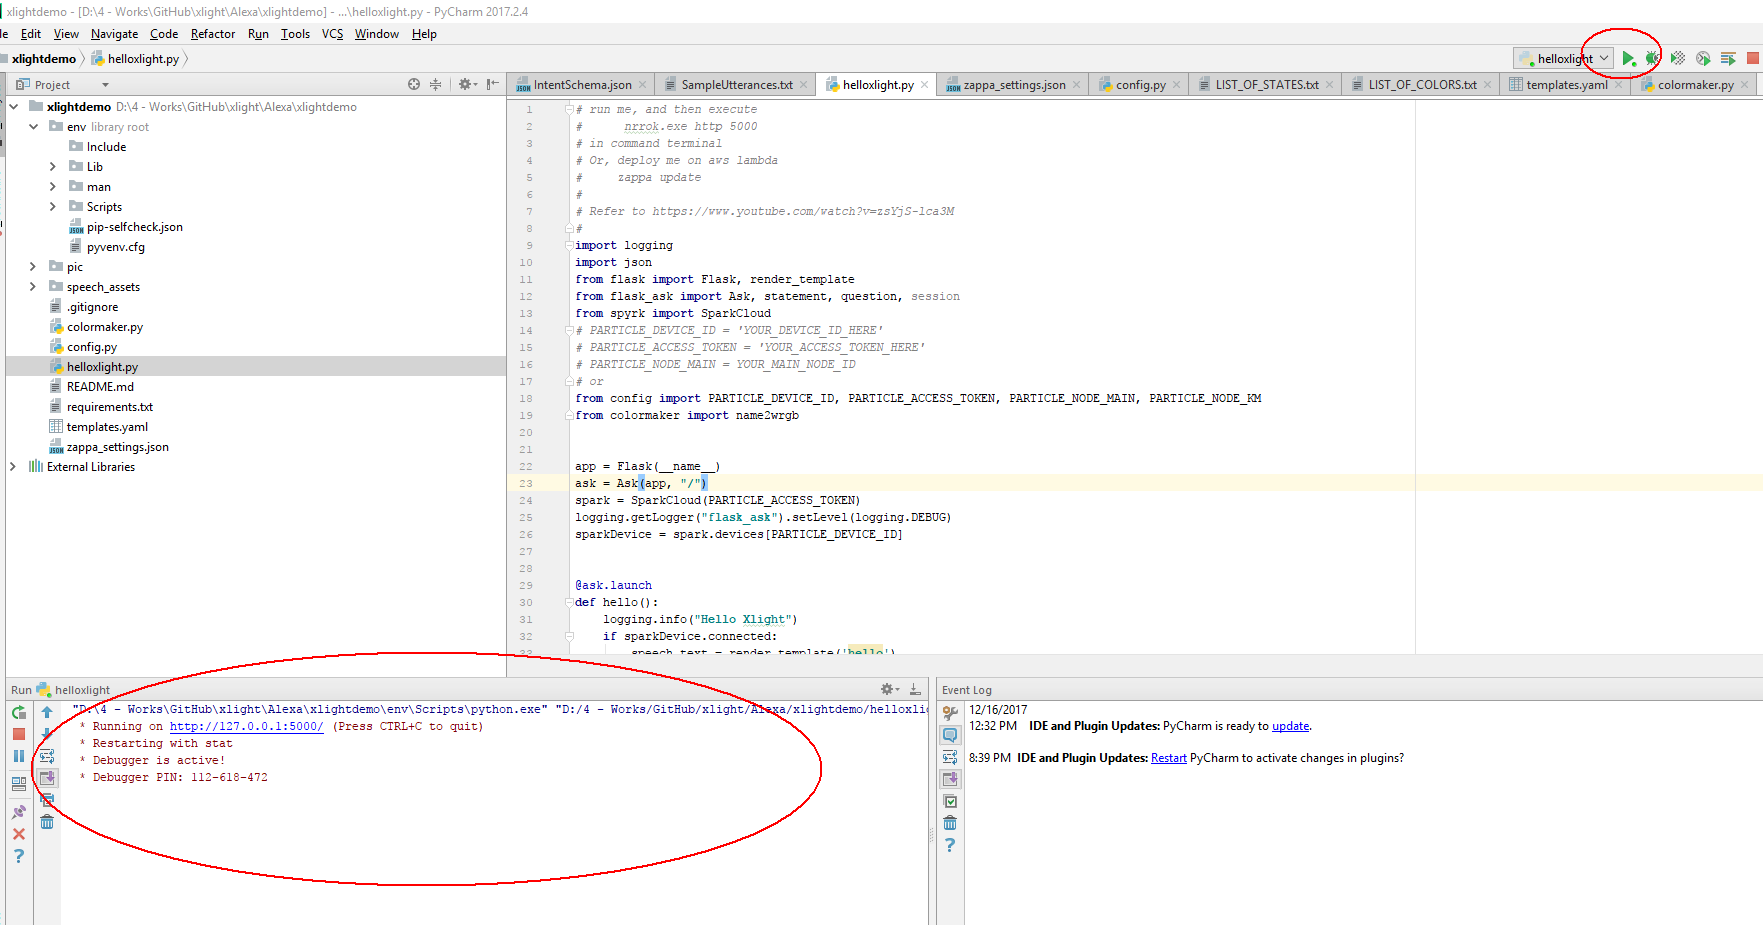 xlightdemo - [D:\4 - Works\GitHub\xlight\Alexa\xlightdemo] - ...\helloxlight.py - PyCharm 2017.2.4
Edit View Navigate Code Refactor Run Tools VCS Window Help
xlightdemo helloxlight.py
helloxlight
Project
IntentSchema.json SampleUtterances.txt helloxlight.py zappa_settings.json config.py LIST_OF_STATES.txt LIST_OF_COLORS.txt templates.yaml colormaker.py
xlightdemo D:\4 - Works\GitHub\xlight\Alexa\xlightdemo
env library root
Include
Lib
man
Scripts
pip-selfcheck.json
pyvenv.cfg
pic
speech_assets
.gitignore
colormaker.py
config.py
helloxlight.py
README.md
requirements.txt
templates.yaml
zappa_settings.json
External Libraries
1 # run me, and then execute
2 #      nrrok.exe http 5000
3 # in command terminal
4 # Or, deploy me on avs lambda
5 #     zappa update
6 #
7 # Refer to https://www.youtube.com/watch?v=zsYjS-lca3M
8 #
9 import logging
10 import json
11 from flask import Flask, render_template
12 from flask_ask import Ask, statement, question, session
13 from spyrk import SparkCloud
14 # PARTICLE_DEVICE_ID = 'YOUR_DEVICE_ID_HERE'
15 # PARTICLE_ACCESS_TOKEN = 'YOUR_ACCESS_TOKEN_HERE'
16 # PARTICLE_NODE_MAIN = YOUR_MAIN_NODE_ID
17 # or
18 from config import PARTICLE_DEVICE_ID, PARTICLE_ACCESS_TOKEN, PARTICLE_NODE_MAIN, PARTICLE_NODE_KM
19 from colormaker import name2wrgb
20
21
22 app = Flask(__name__)
23 ask = Ask(app, "/")
24 spark = SparkCloud(PARTICLE_ACCESS_TOKEN)
25 logging.getLogger("flask_ask").setLevel(logging.DEBUG)
26 sparkDevice = spark.devices[PARTICLE_DEVICE_ID]
27
28
29 @ask.launch
30 def hello():
31     logging.info("Hello Xlight")
32     if sparkDevice.connected:
33         speech_text = render_template('hello')
Run helloxlight
"D:\4 - Works\GitHub\xlight\Alexa\xlightdemo\env\Scripts\python.exe" "D:/4 - Works/GitHub/xlight/Alexa/xlightdemo/helloxli
* Running on http://127.0.0.1:5000/ (Press CTRL+C to quit)
* Restarting with stat
* Debugger is active!
* Debugger PIN: 112-618-472
Event Log
12/16/2017
12:32 PM IDE and Plugin Updates: PyCharm is ready to update.
8:39 PM IDE and Plugin Updates: Restart PyCharm to activate changes in plugins?